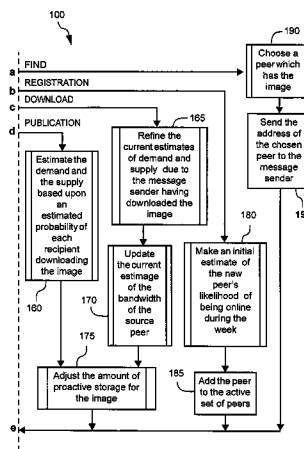 100
190
a
FIND
Choose a
peer which
has the
image
b
REGISTRATION
c
DOWNLOAD
165
d
PUBLICATION
Refine the
current estimates
of demand and
supply due to the
message sender
having downloaded
the image
Send the
address of
the chosen
peer to the
message
sender
19
Estimate the
demand and
the supply
based upon
an
estimated
probability of
each
recipient
downloading
the image
160
180
Make an initial
estimate of
the new
peer's
likelihood of
being online
during the
week
Update the
current estimage
of the
bandwidth
of the
source
peer
170
175
Adjust the amount of
proactive storage for
the image
185
Add the peer
to the active
set of peers
e